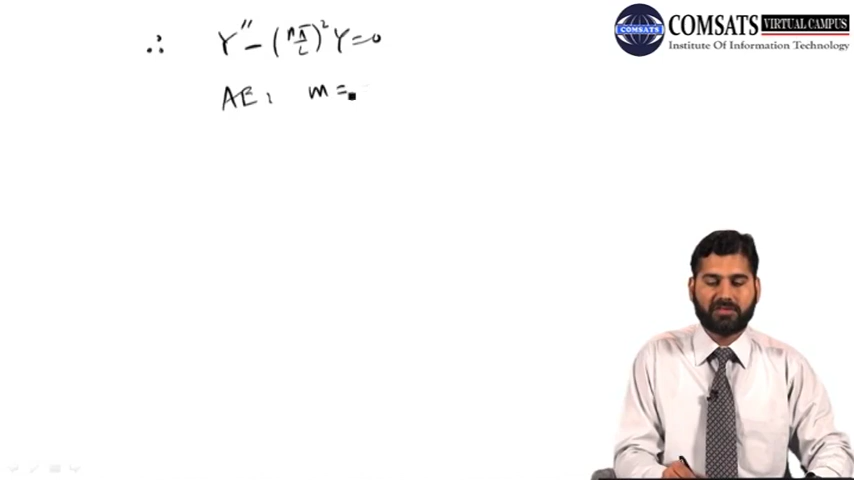 COMSATS VIRTUAL CAMPUS
COMSATS
Institute Of Information Technology
∴ Y'' - (nπ/L)² Y = 0
AE: m =